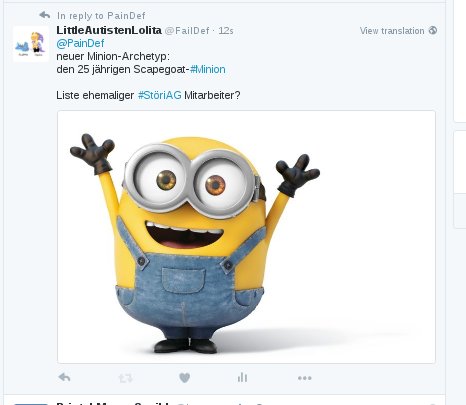 In reply to PainDef
LittleAutistenLolita @FailDef · 12s
View translation
@PainDef
neuer Minion-Archetyp:
den 25 jährigen Scapegoat-#Minion
Liste ehemaliger #StöriAG Mitarbeiter?